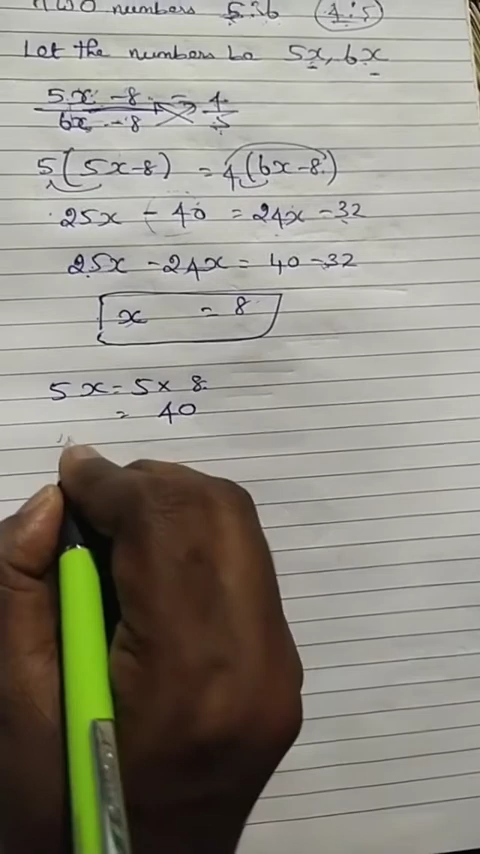 Two numbers 5:6 4:5
Let the numbers be 5x, 6x
5x - 8 = 4
6x - 8 5
5(5x-8) = 4(6x-8)
25x - 40 = 24x - 32
25x - 24x = 40 - 32
x = 8
5x = 5 x 8
= 40